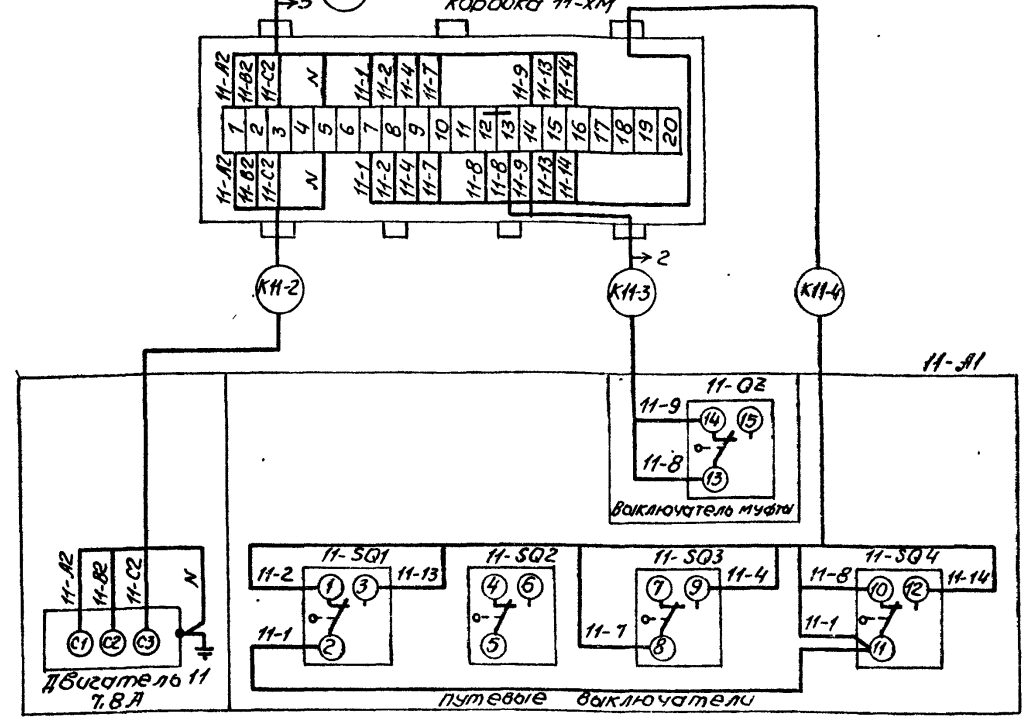 5
коробка 11-ХМ
11-А2 11-В2 11-С2 N 11-1 11-2 11-4 11-7 11-9 11-13 11-14
1 2 3 4 5 6 7 8 9 10 11 12 13 14 15 16 17 18 19 20
11-А2 11-В2 11-С2 N 11-1 11-2 11-4 11-7 11-8 11-8 11-9 11-13 11-14
2
К11-2 К11-3 К11-4
11-А1
11-QZ
11-9 14 15
11-8 13
выключатель муфты
11-А2 11-В2 11-С2 N
С1 С2 С3
Двигатель 11
7,8А
11-SQ1 11-SQ2 11-SQ3 11-SQ4
11-2 1 3 11-13 4 6 7 9 11-4 11-8 10 12 11-14
11-1 2 5 11-7 8 11-1 11
путевые выключатели